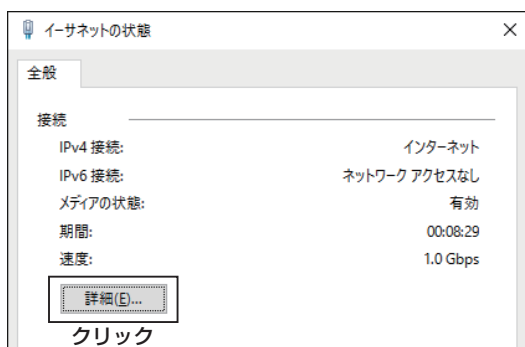 イーサネットの状態
全般
接続
IPv4 接続: インターネット
IPv6 接続: ネットワーク アクセスなし
メディアの状態: 有効
期間: 00:08:29
速度: 1.0 Gbps
詳細(E)...
クリック